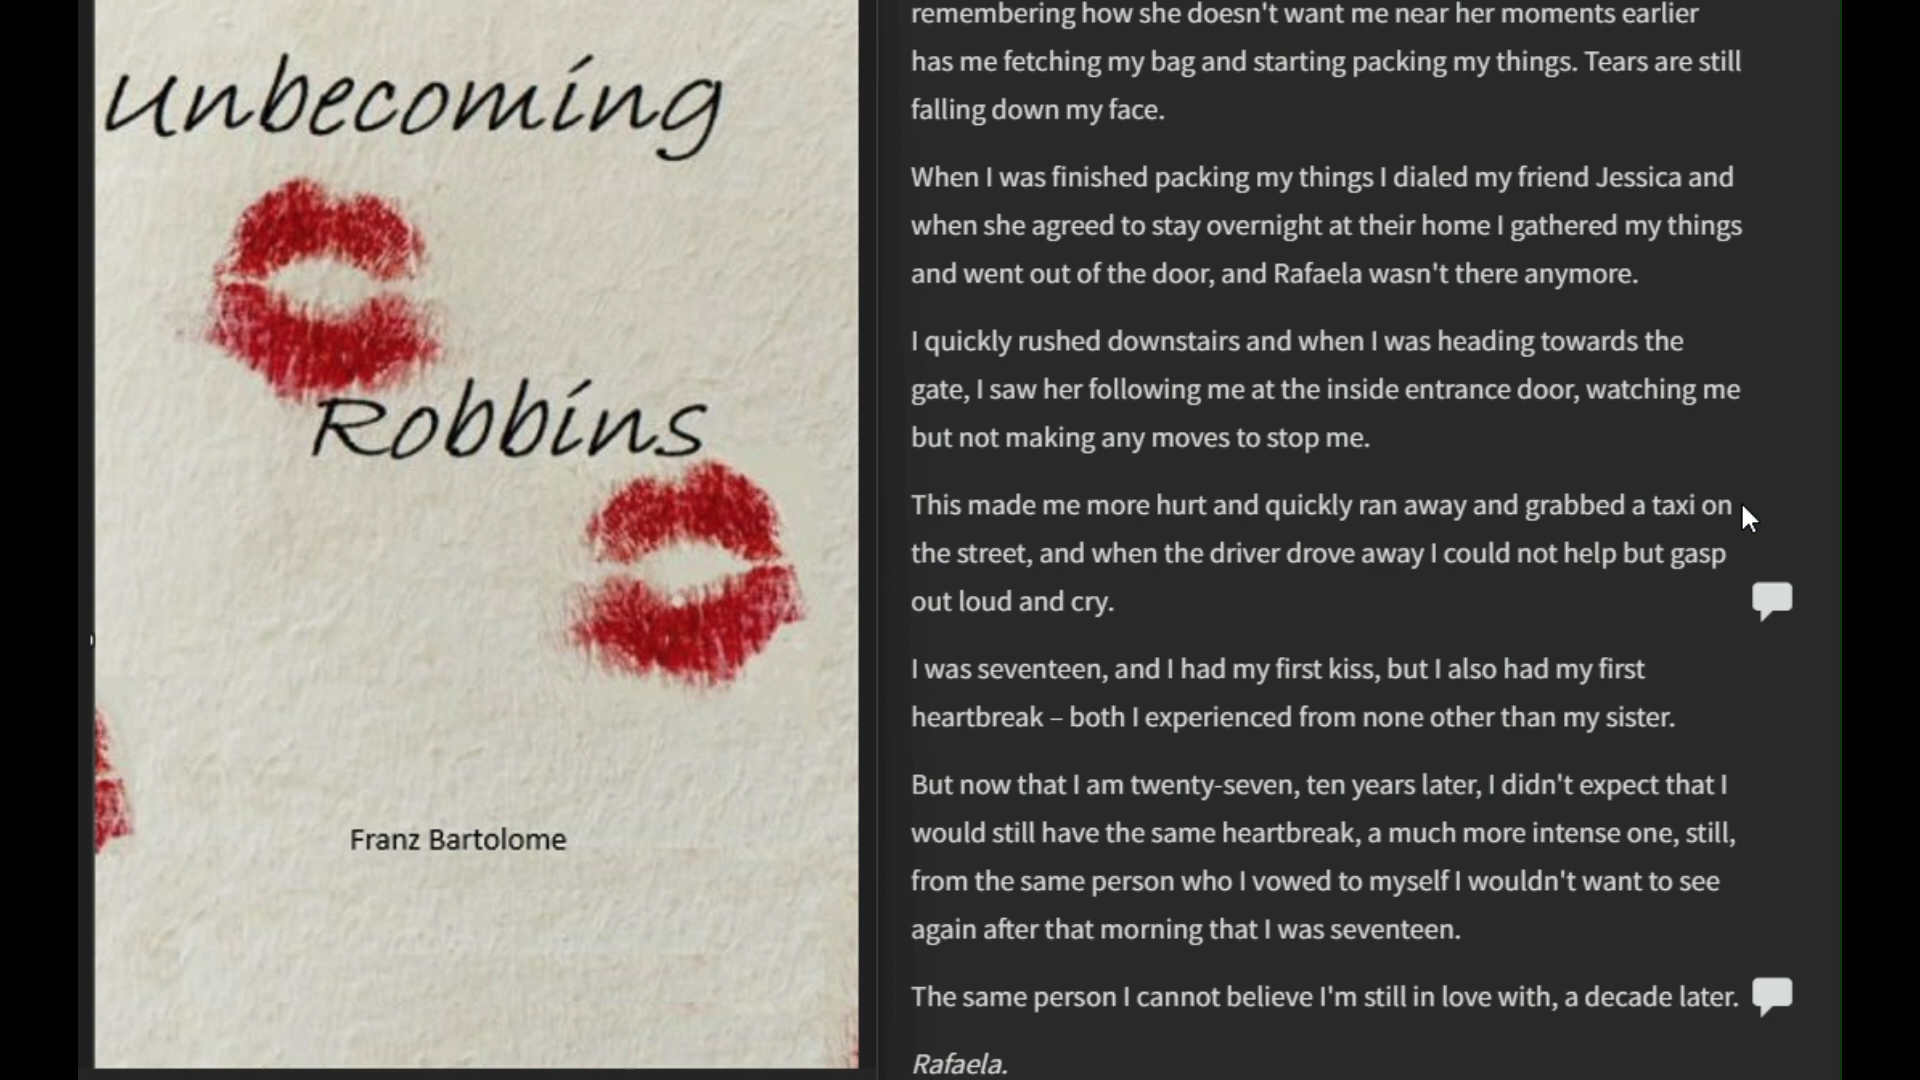 Unbecoming
Robbins
Franz Bartolome
remembering how she doesn't want me near her moments earlier
has me fetching my bag and starting packing my things. Tears are still
falling down my face.
When I was finished packing my things I dialed my friend Jessica and
when she agreed to stay overnight at their home I gathered my things
and went out of the door, and Rafaela wasn't there anymore.
I quickly rushed downstairs and when I was heading towards the
gate, I saw her following me at the inside entrance door, watching me
but not making any moves to stop me.
This made me more hurt and quickly ran away and grabbed a taxi on
the street, and when the driver drove away I could not help but gasp
out loud and cry.
I was seventeen, and I had my first kiss, but I also had my first
heartbreak – both I experienced from none other than my sister.
But now that I am twenty-seven, ten years later, I didn't expect that I
would still have the same heartbreak, a much more intense one, still,
from the same person who I vowed to myself I wouldn't want to see
again after that morning that I was seventeen.
The same person I cannot believe I'm still in love with, a decade later.
Rafaela.